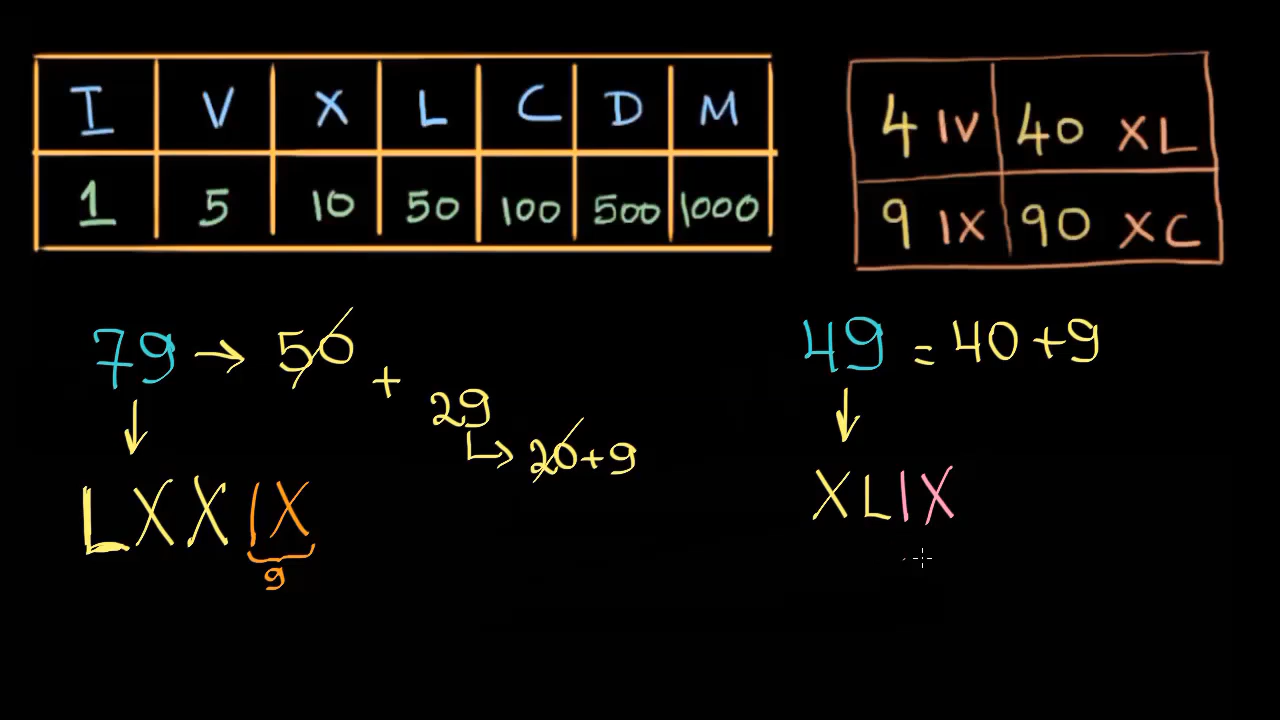 I V X L C D M
1 5 10 50 100 500 1000
4 IV 40 XL
9 IX 90 XC
79 → 50 + 29
↳ 20+9
↓
LXXIX
9
49 = 40+9
↓
XLIX